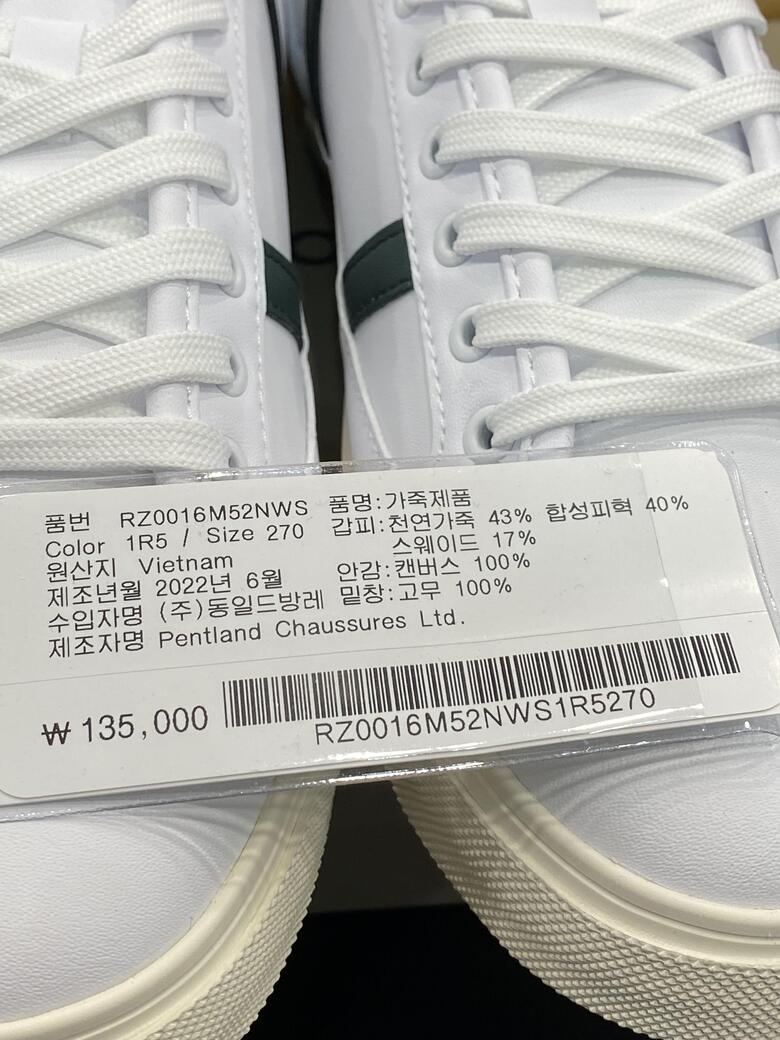 품번 RZ0016M52NWS 품명:가죽제품
Color 1R5 / Size 270 갑피:천연가죽 43% 합성피혁 40%
스웨이드 17%
원산지 Vietnam
제조년월 2022년 6월 안감:캔버스 100%
수입자명 (주)동일드방레 밑창:고무 100%
제조자명 Pentland Chaussures Ltd.
₩ 135,000
RZ0016M52NWS1R5270